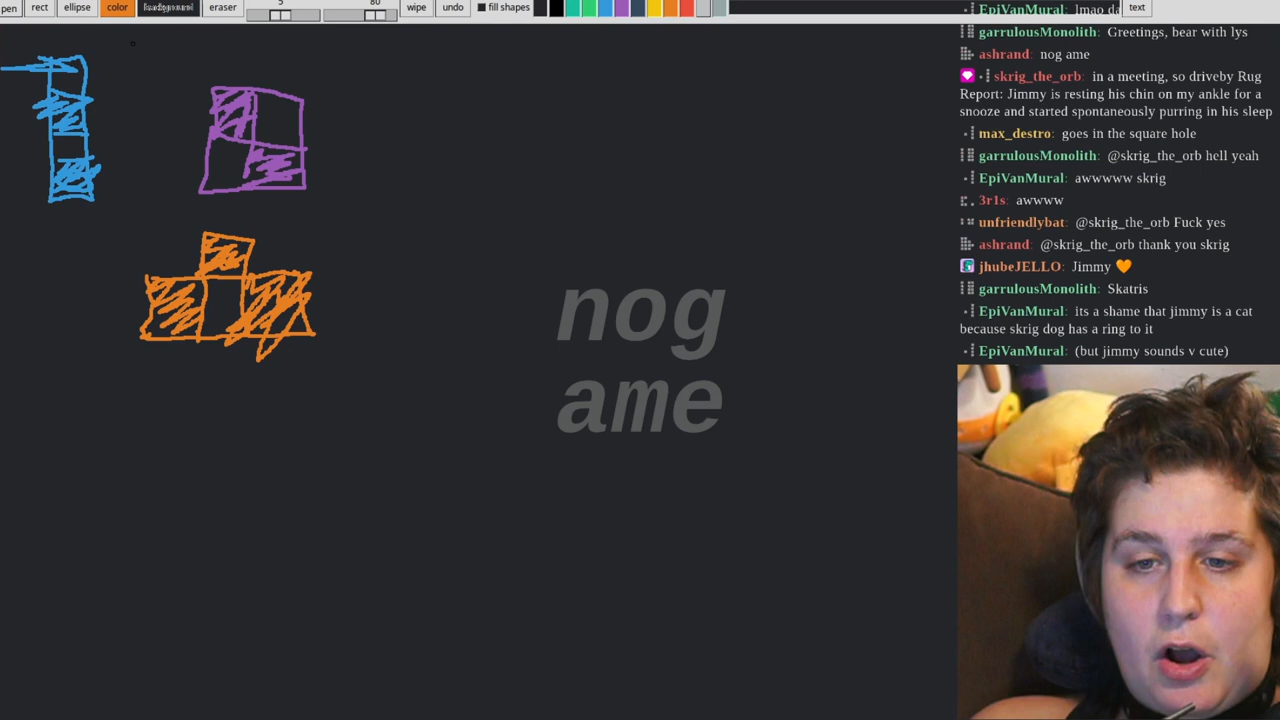 pen rect ellipse color background eraser 5 80 wipe undo fill shapes text
nog
ame
EpiVanMural: lmao da
garrulousMonolith: Greetings, bear with lys
ashrand: nog ame
skrig_the_orb: in a meeting, so driveby Rug
Report: Jimmy is resting his chin on my ankle for a
snooze and started spontaneously purring in his sleep
max_destro: goes in the square hole
garrulousMonolith: @skrig_the_orb hell yeah
EpiVanMural: awwwww skrig
3r1s: awwww
unfriendlybat: @skrig_the_orb Fuck yes
ashrand: @skrig_the_orb thank you skrig
jhubeJELLO: Jimmy 🧡
garrulousMonolith: Skatris
EpiVanMural: its a shame that jimmy is a cat
because skrig dog has a ring to it
EpiVanMural: (but jimmy sounds v cute)